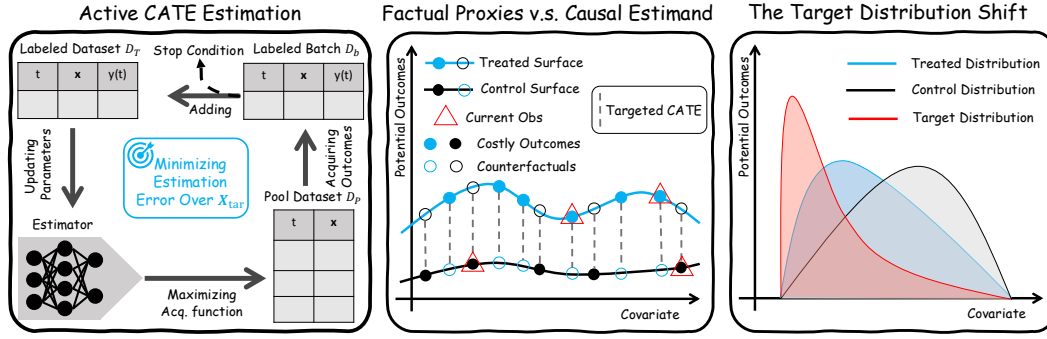 Active CATE Estimation
Labeled Dataset D_T
Stop Condition
Labeled Batch D_b
t x y(t)
t x y(t)
Adding
Updating
Parameters
Minimizing
Estimation
Error Over X_tar
Acquiring
Outcomes
Pool Dataset D_P
t x
Estimator
Maximizing
Acq. function
Factual Proxies v.s. Causal Estimand
Potential Outcomes
Treated Surface
Control Surface
Current Obs
Costly Outcomes
Counterfactuals
Targeted CATE
Covariate
The Target Distribution Shift
Potential Outcomes
Treated Distribution
Control Distribution
Target Distribution
Covariate